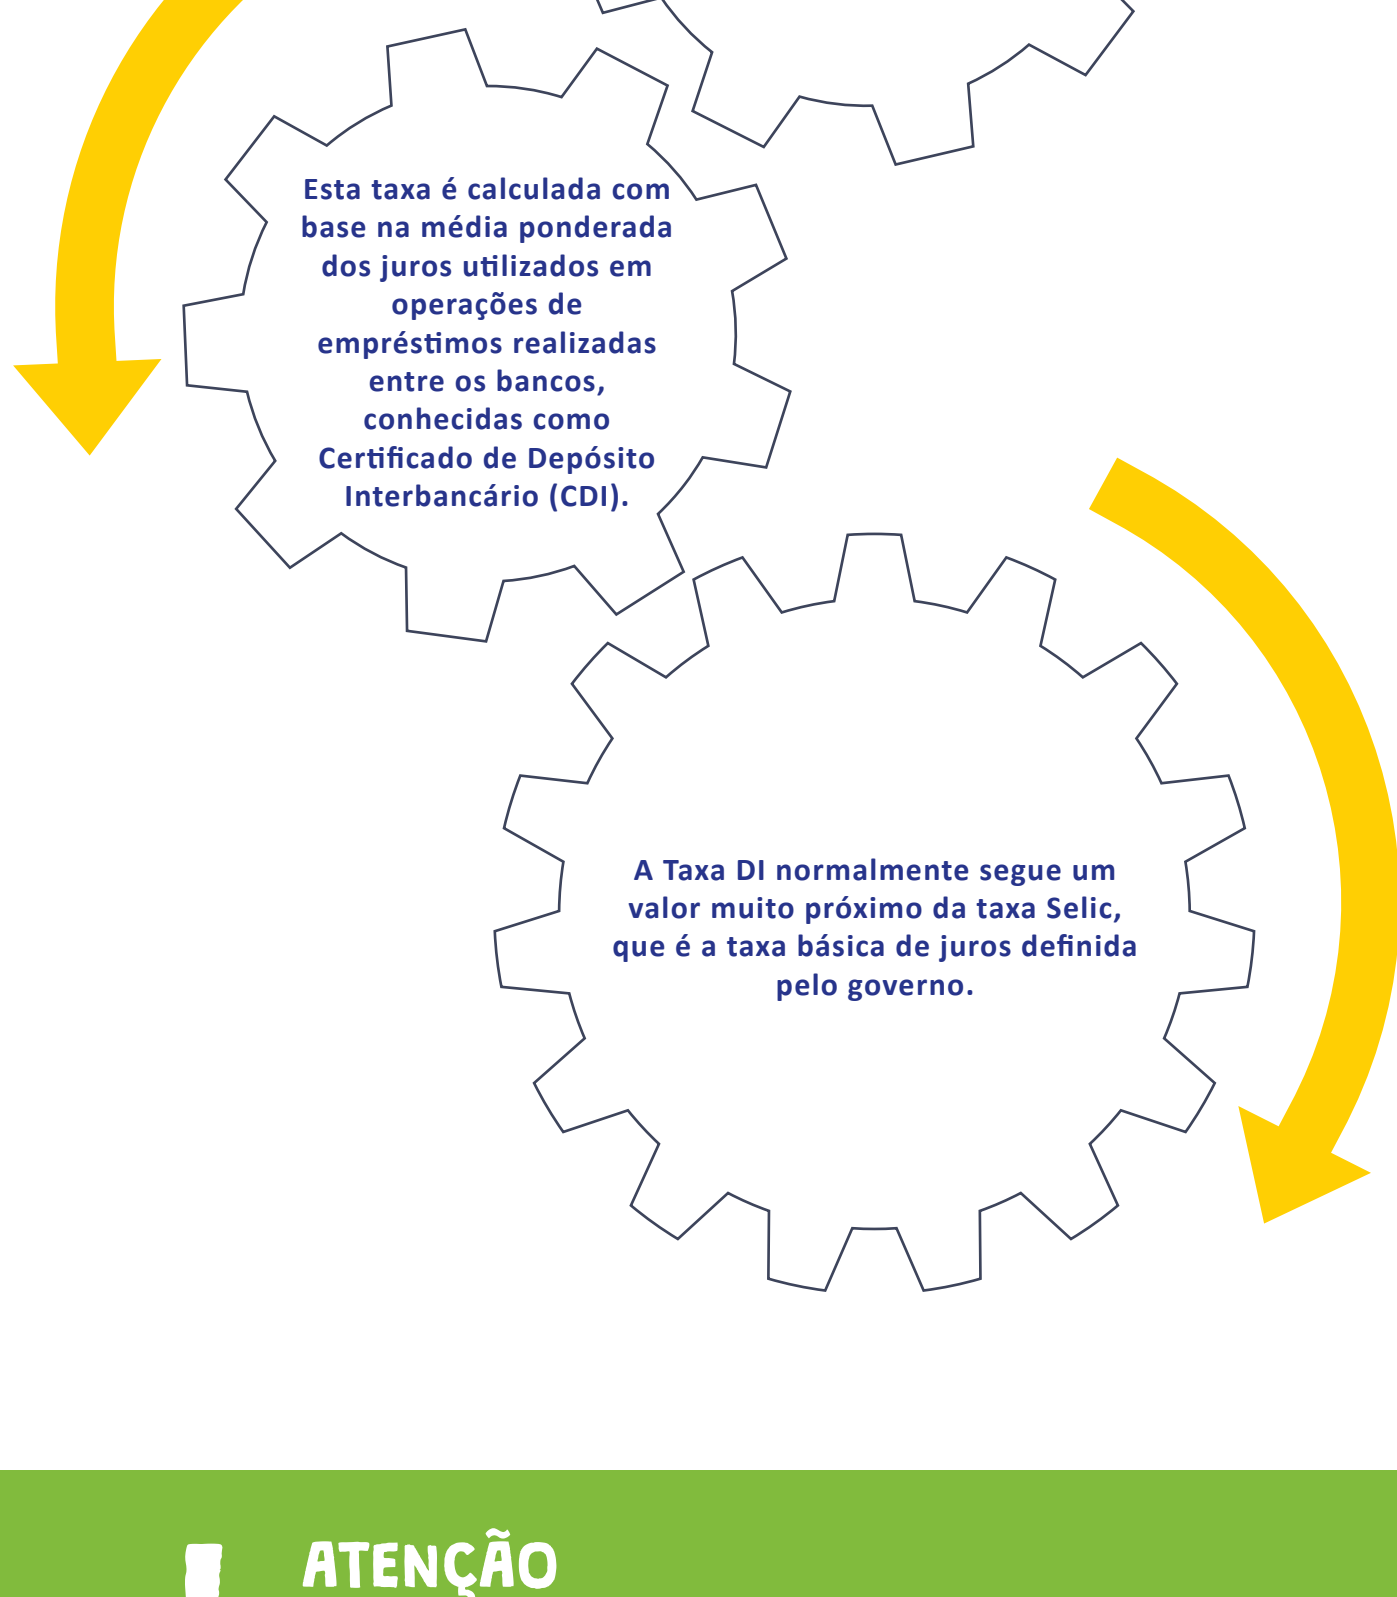 Esta taxa é calculada com
base na média ponderada
dos juros utilizados em
operações de
empréstimos realizadas
entre os bancos,
conhecidas como
Certificado de Depósito
Interbancário (CDI).
A Taxa DI normalmente segue um
valor muito próximo da taxa Selic,
que é a taxa básica de juros definida
pelo governo.
ATENÇÃO